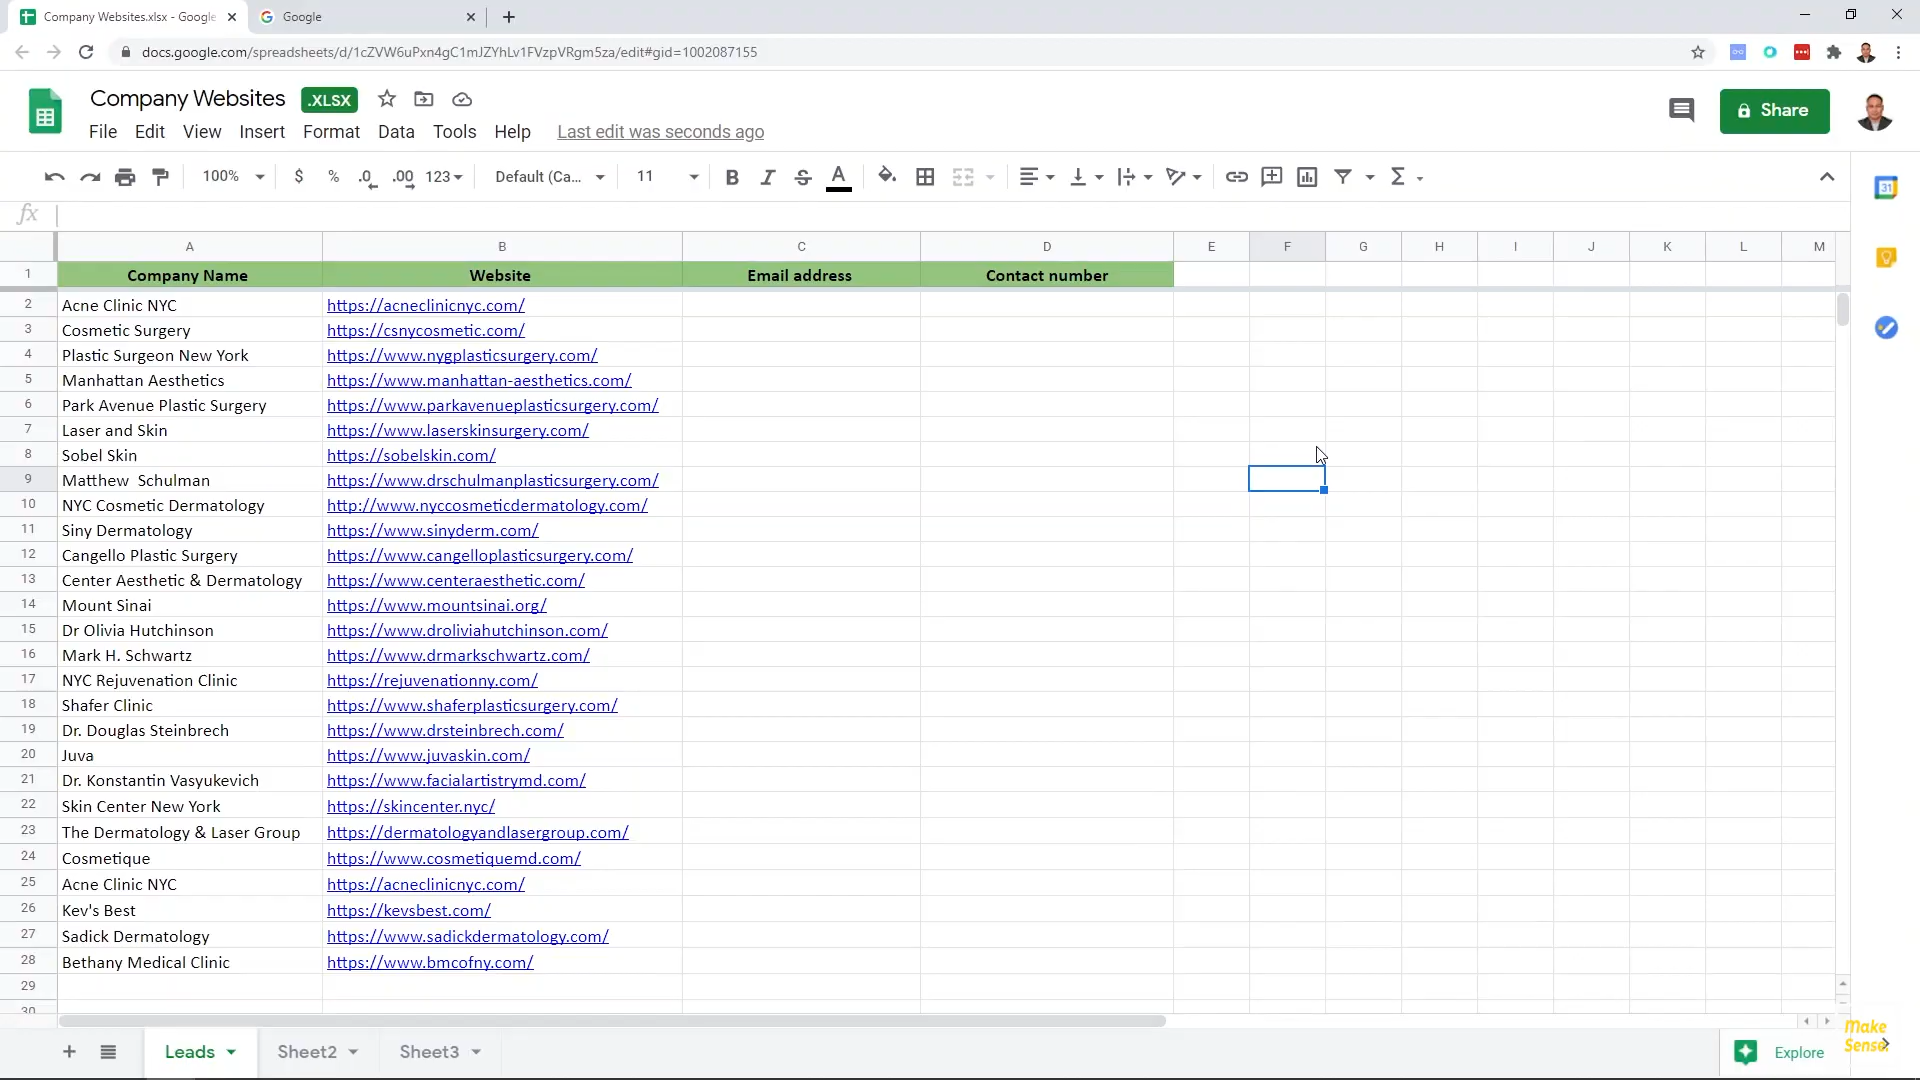 Company Websites.xlsx - Google
Google
docs.google.com/spreadsheets/d/1cZVW6uPxn4gC1mJZYhLv1FVzpVRgm5za/edit#gid=1002087155
Company Websites .XLSX
Share
File Edit View Insert Format Data Tools Help Last edit was seconds ago
100% $ % .0 .00 123 Default (Ca... 11 B I S A Σ
fx
A B C D E F G H I J K L M
1 Company Name Website Email address Contact number
2 Acne Clinic NYC https://acneclinicnyc.com/
3 Cosmetic Surgery https://csnycosmetic.com/
4 Plastic Surgeon New York https://www.nygplasticsurgery.com/
5 Manhattan Aesthetics https://www.manhattan-aesthetics.com/
6 Park Avenue Plastic Surgery https://www.parkavenueplasticsurgery.com/
7 Laser and Skin https://www.laserskinsurgery.com/
8 Sobel Skin https://sobelskin.com/
9 Matthew  Schulman https://www.drschulmanplasticsurgery.com/
10 NYC Cosmetic Dermatology http://www.nyccosmeticdermatology.com/
11 Siny Dermatology https://www.sinyderm.com/
12 Cangello Plastic Surgery https://www.cangelloplasticsurgery.com/
13 Center Aesthetic & Dermatology https://www.centeraesthetic.com/
14 Mount Sinai https://www.mountsinai.org/
15 Dr Olivia Hutchinson https://www.droliviahutchinson.com/
16 Mark H. Schwartz https://www.drmarkschwartz.com/
17 NYC Rejuvenation Clinic https://rejuvenationny.com/
18 Shafer Clinic https://www.shaferplasticsurgery.com/
19 Dr. Douglas Steinbrech https://www.drsteinbrech.com/
20 Juva https://www.juvaskin.com/
21 Dr. Konstantin Vasyukevich https://www.facialartistrymd.com/
22 Skin Center New York https://skincenter.nyc/
23 The Dermatology & Laser Group https://dermatologyandlasergroup.com/
24 Cosmetique https://www.cosmetiquemd.com/
25 Acne Clinic NYC https://acneclinicnyc.com/
26 Kev's Best https://kevsbest.com/
27 Sadick Dermatology https://www.sadickdermatology.com/
28 Bethany Medical Clinic https://www.bmcofny.com/
29
30
Leads Sheet2 Sheet3 Explore
Make
Sense
31